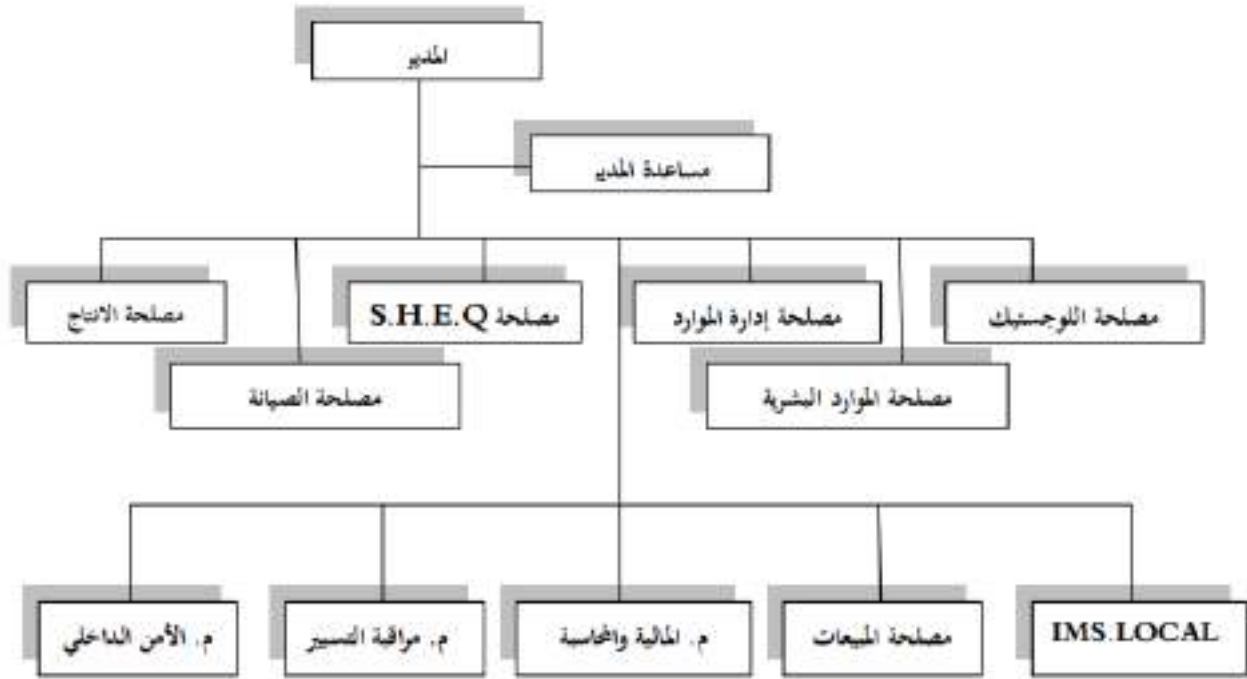 المدير
مساعدة المدير
مصلحة اللوجستيك
مصلحة إدارة الموارد
مصلحة S.H.E.Q
مصلحة الانتاج
مصلحة الموارد البشرية
مصلحة الصيانة
IMS.LOCAL
مصلحة المبيعات
م. المالية والمحاسبة
م. مراقبة التسيير
م. الأمن الداخلي